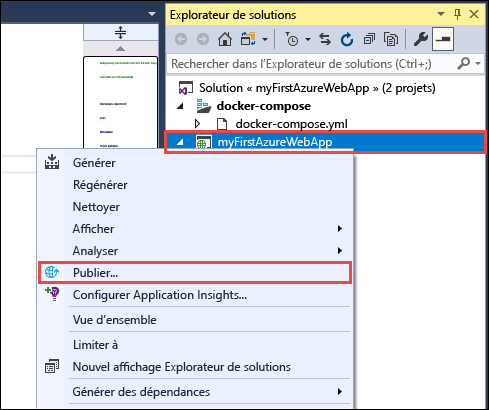 Explorateur de solutions
Rechercher dans l'Explorateur de solutions (Ctrl+;)
Solution « myFirstAzureWebApp » (2 projets)
docker-compose
docker-compose.yml
myFirstAzureWebApp
Générer
Régénérer
Nettoyer
Afficher
Analyser
Publier...
Configurer Application Insights...
Vue d'ensemble
Limiter à
Nouvel affichage Explorateur de solutions
Générer des dépendances